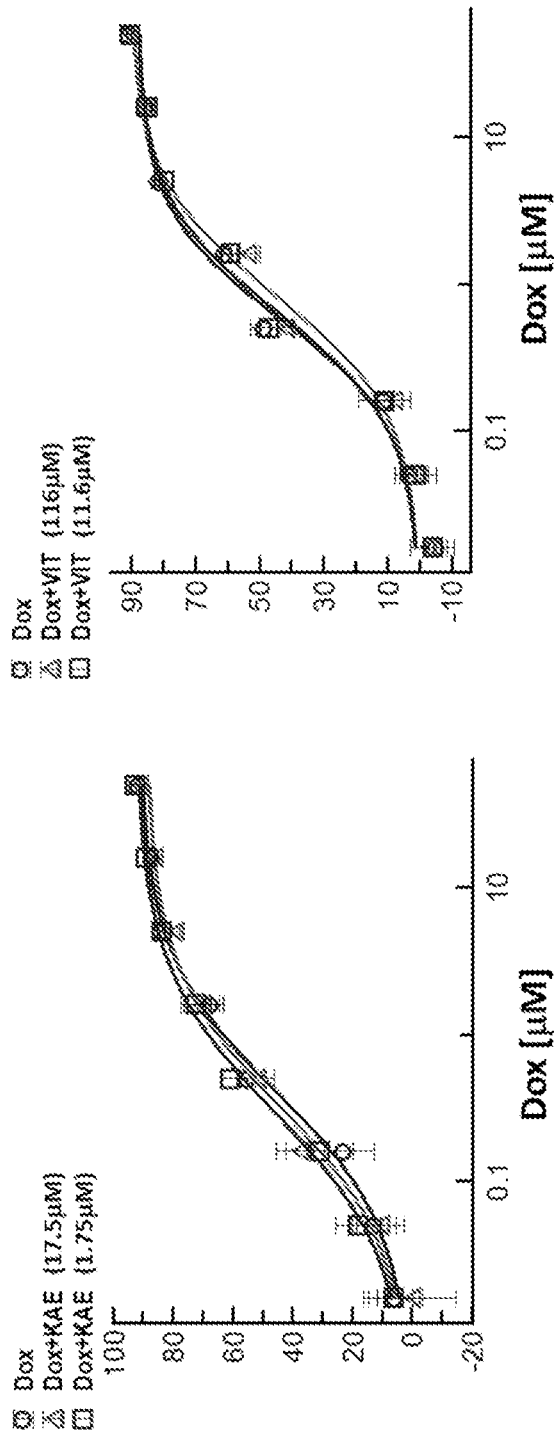 Dox
Dox+KAE (17.5µM)
Dox+KAE (1.75µM)
100
80
60
40
20
0
-20
0.1
10
Dox [µM]
Dox
Dox+VIT (116µM)
Dox+VIT (11.6µM)
90
70
50
30
10
-10
0.1
10
Dox [µM]